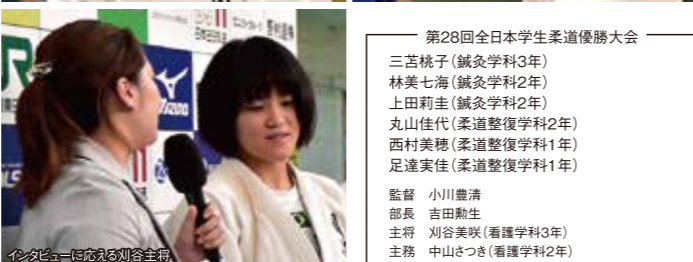 MIZUNO
インタビューに応える刈谷主将
第28回全日本学生柔道優勝大会
三苫桃子(鍼灸学科3年)
林美七海(鍼灸学科2年)
上田莉圭(鍼灸学科2年)
丸山佳代(柔道整復学科2年)
西村美穂(柔道整復学科1年)
足達実佳(柔道整復学科1年)
監督 小川豊清
部長 吉田勲生
主将 刈谷美咲(看護学科3年)
主務 中山さつき(看護学科2年)